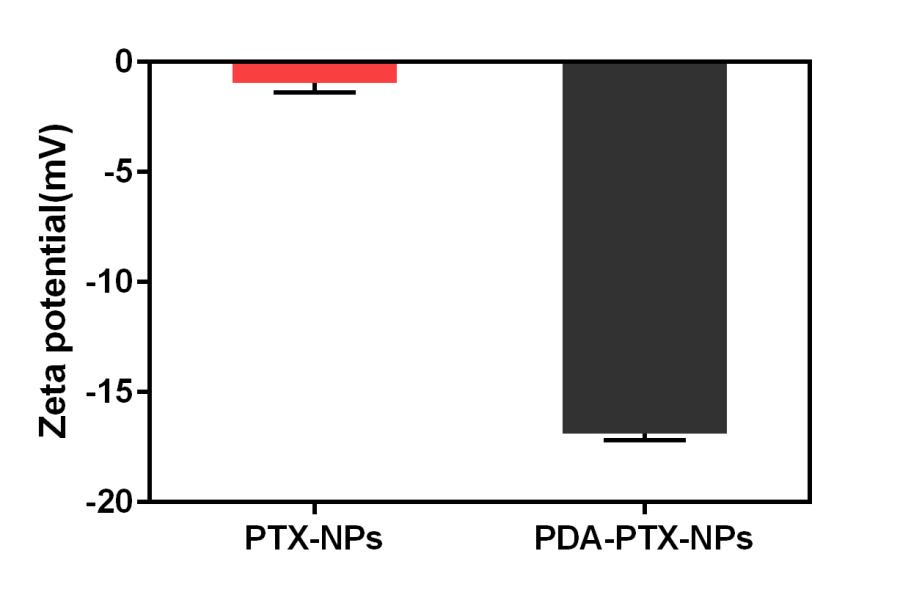 Zeta potential(mV)
0
-5
-10
-15
-20
PTX-NPs
PDA-PTX-NPs